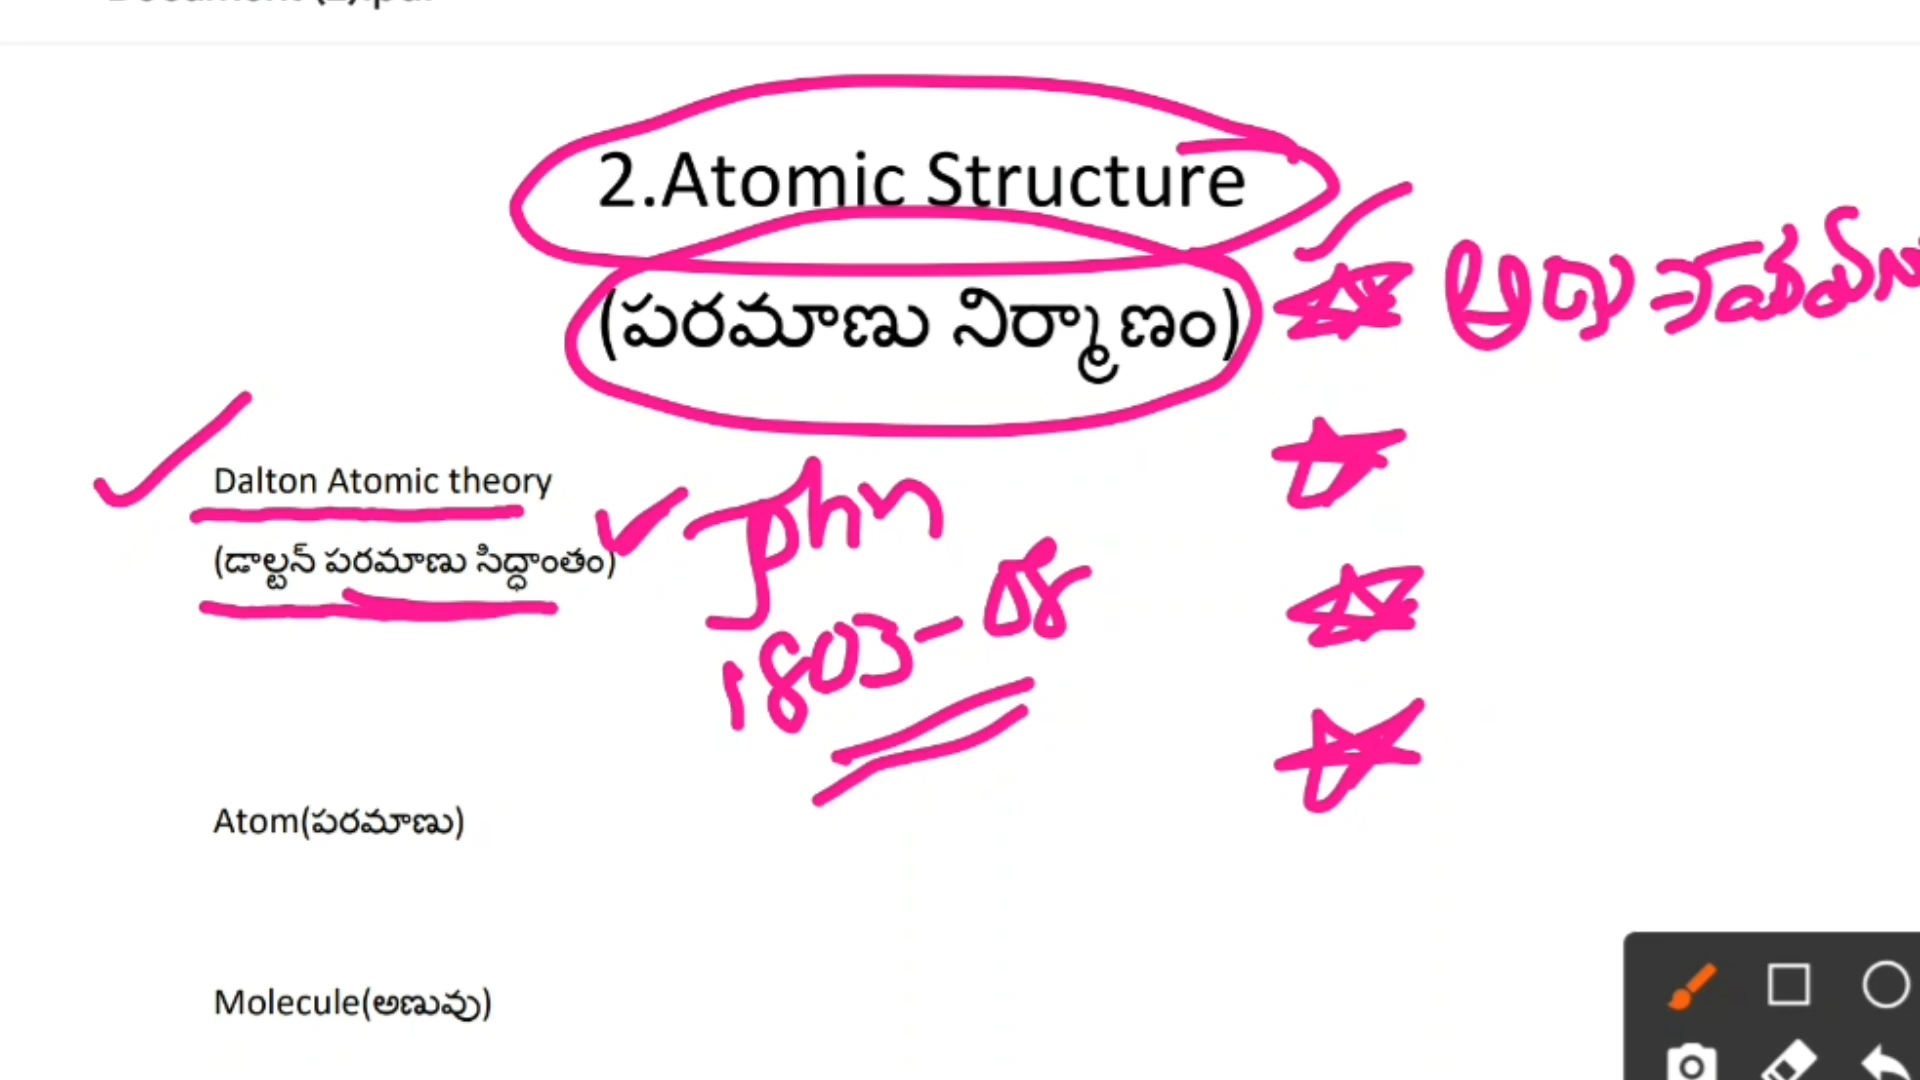 2.Atomic Structure
(పరమాణు నిర్మాణం)
Dalton Atomic theory
(డాల్టన్ పరమాణు సిద్ధాంతం)
John
1803-08
Atom(పరమాణు)
Molecule(అణువు)